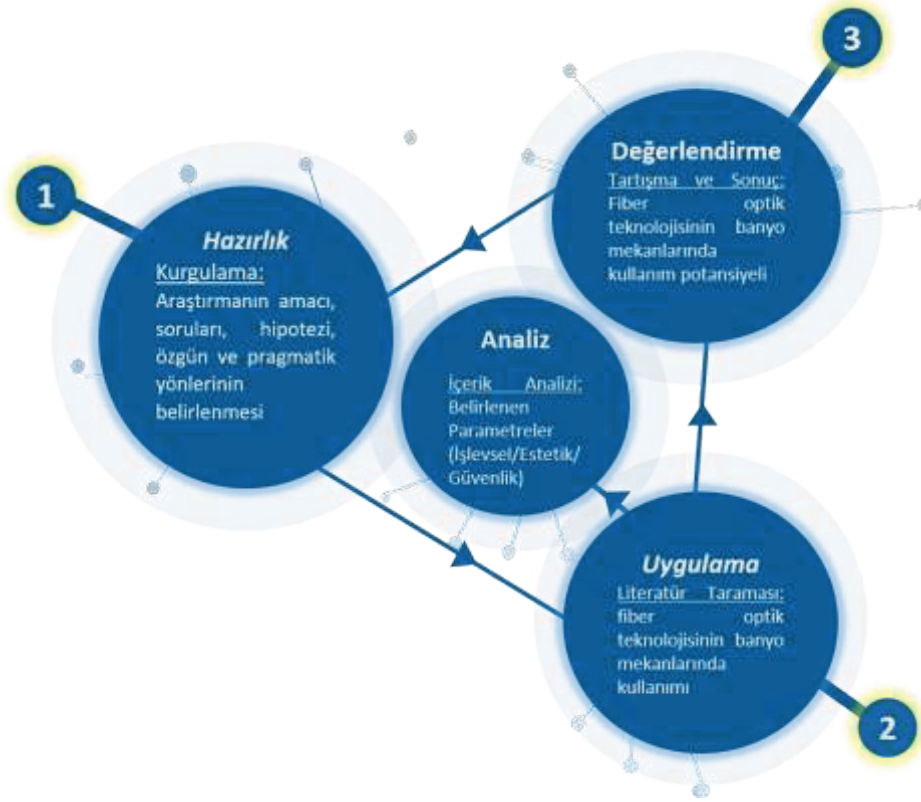 1
Hazırlık
Kurgulama:
Araştırmanın amacı,
soruları, hipotezi,
özgün ve pragmatik
yönlerinin
belirlenmesi
Analiz
İçerik Analizi:
Belirlenen
Parametreler
(İşlevsel/Estetik/
Güvenlik)
2
Uygulama
Literatür Taraması:
fiber optik
teknolojisinin banyo
mekanlarında
kullanımı
3
Değerlendirme
Tartışma ve Sonuç:
Fiber optik
teknolojisinin banyo
mekanlarında
kullanım potansiyeli